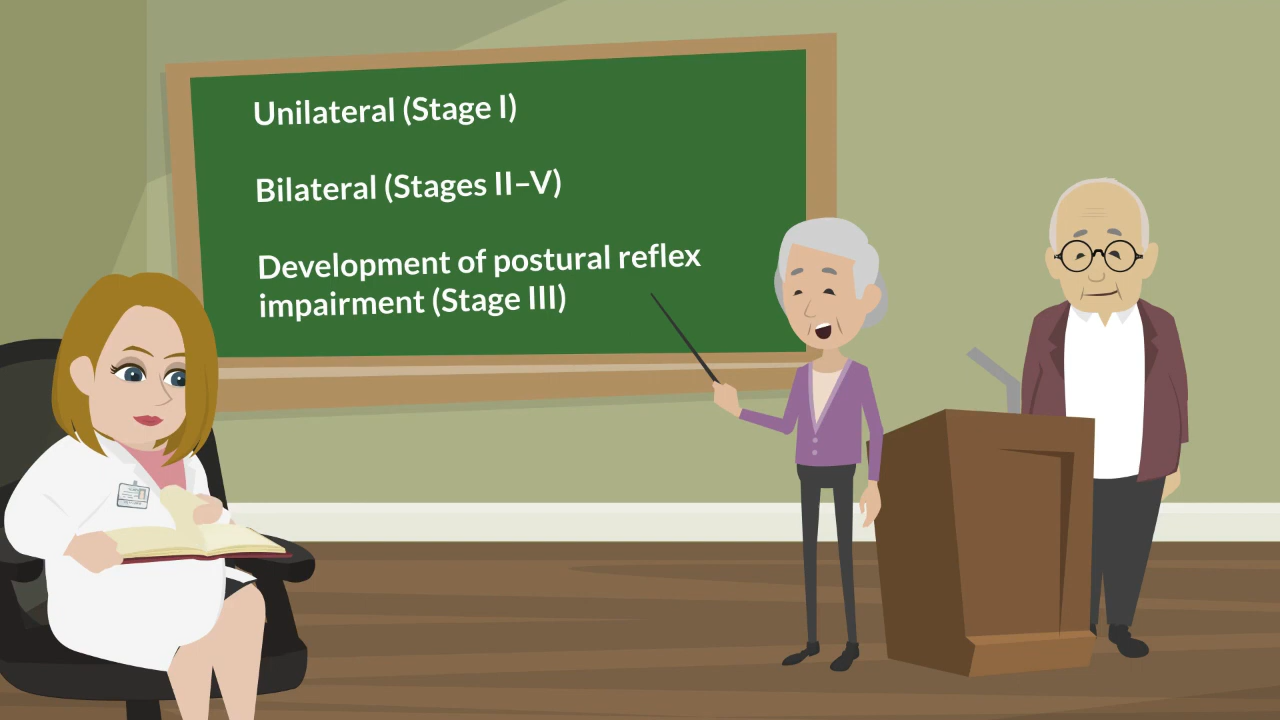 Unilateral (Stage I)
Bilateral (Stages II–V)
Development of postural reflex
impairment (Stage III)